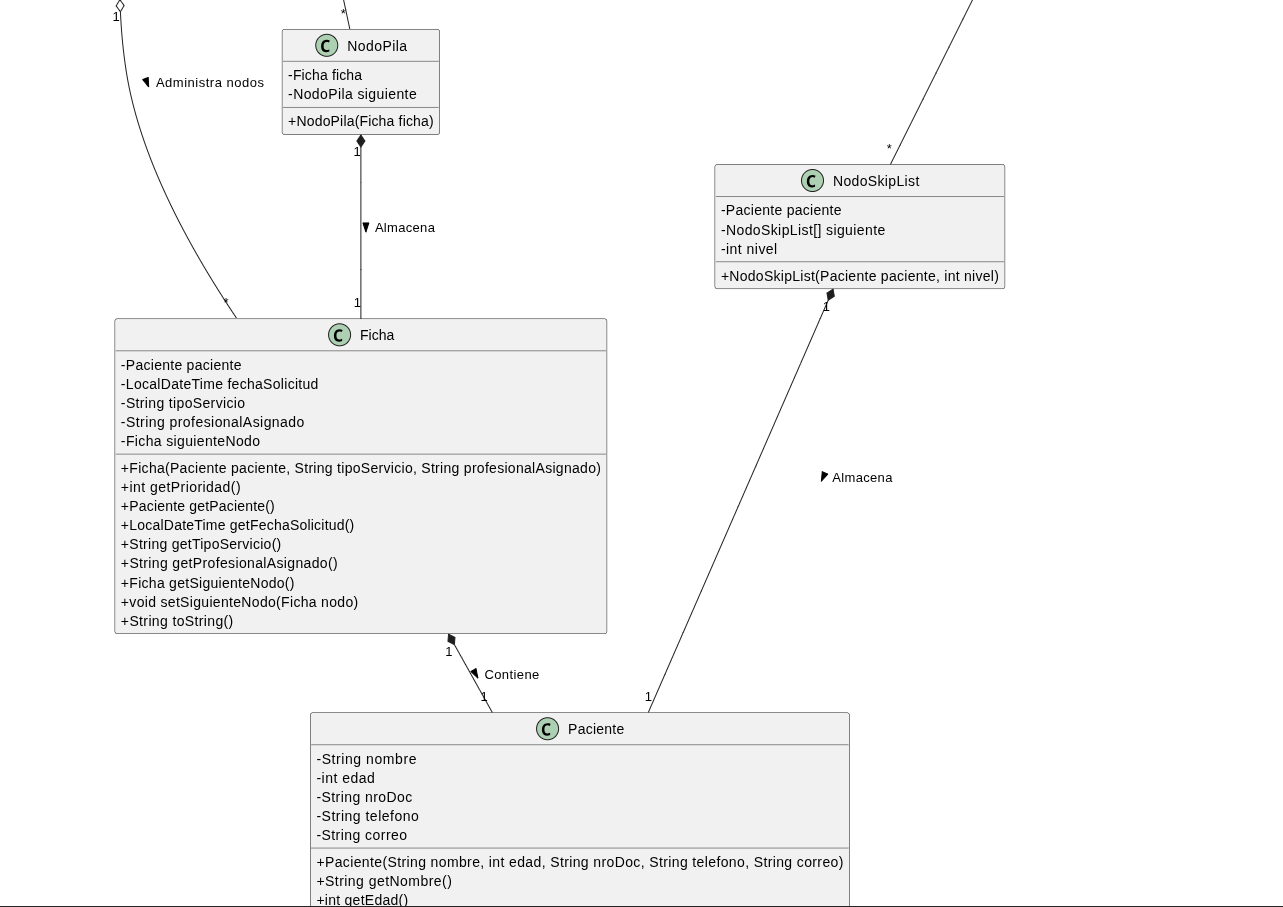 1
*
C NodoPila
-Ficha ficha
-NodoPila siguiente
+NodoPila(Ficha ficha)
Administra nodos
1
Almacena
*
1
*
C NodoSkipList
-Paciente paciente
-NodoSkipList[] siguiente
-int nivel
+NodoSkipList(Paciente paciente, int nivel)
1
Almacena
C Ficha
-Paciente paciente
-LocalDateTime fechaSolicitud
-String tipoServicio
-String profesionalAsignado
-Ficha siguienteNodo
+Ficha(Paciente paciente, String tipoServicio, String profesionalAsignado)
+int getPrioridad()
+Paciente getPaciente()
+LocalDateTime getFechaSolicitud()
+String getTipoServicio()
+String getProfesionalAsignado()
+Ficha getSiguienteNodo()
+void setSiguienteNodo(Ficha nodo)
+String toString()
1
Contiene
1
1
C Paciente
-String nombre
-int edad
-String nroDoc
-String telefono
-String correo
+Paciente(String nombre, int edad, String nroDoc, String telefono, String correo)
+String getNombre()
+int getEdad()